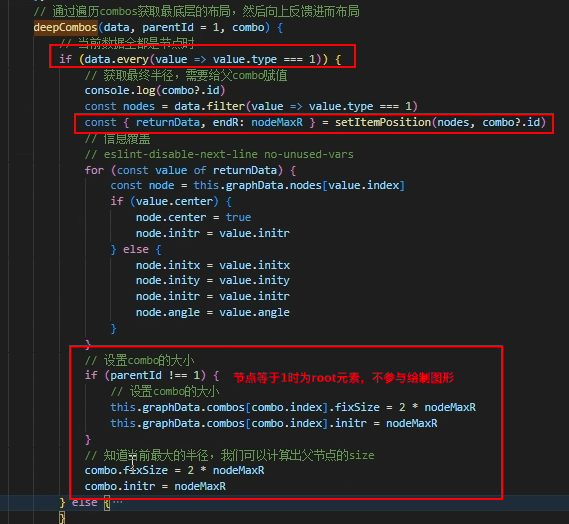 // 通过遍历combos获取最底层的布局，然后向上反馈进而布局
deepCombos(data, parentId = 1, combo) {
// 当前数据全都是节点时
if (data.every(value => value.type === 1)) {
// 获取最终半径，需要给父combo赋值
console.log(combo?.id)
const nodes = data.filter(value => value.type === 1)
const { returnData, endR: nodeMaxR } = setItemPosition(nodes, combo?.id)
// 信息覆盖
// eslint-disable-next-line no-unused-vars
for (const value of returnData) {
const node = this.graphData.nodes[value.index]
if (value.center) {
node.center = true
node.initr = value.initr
} else {
node.initx = value.initx
node.inity = value.inity
node.initr = value.initr
node.angle = value.angle
}
}
// 设置combo的大小
if (parentId !== 1) { 节点等于1时为root元素，不参与绘制图形
// 设置combo的大小
this.graphData.combos[combo.index].fixSize = 2 * nodeMaxR
this.graphData.combos[combo.index].initr = nodeMaxR
}
// 知道当前最大的半径，我们可以计算出父节点的size
combo.fixSize = 2 * nodeMaxR
combo.initr = nodeMaxR
} else {…
}